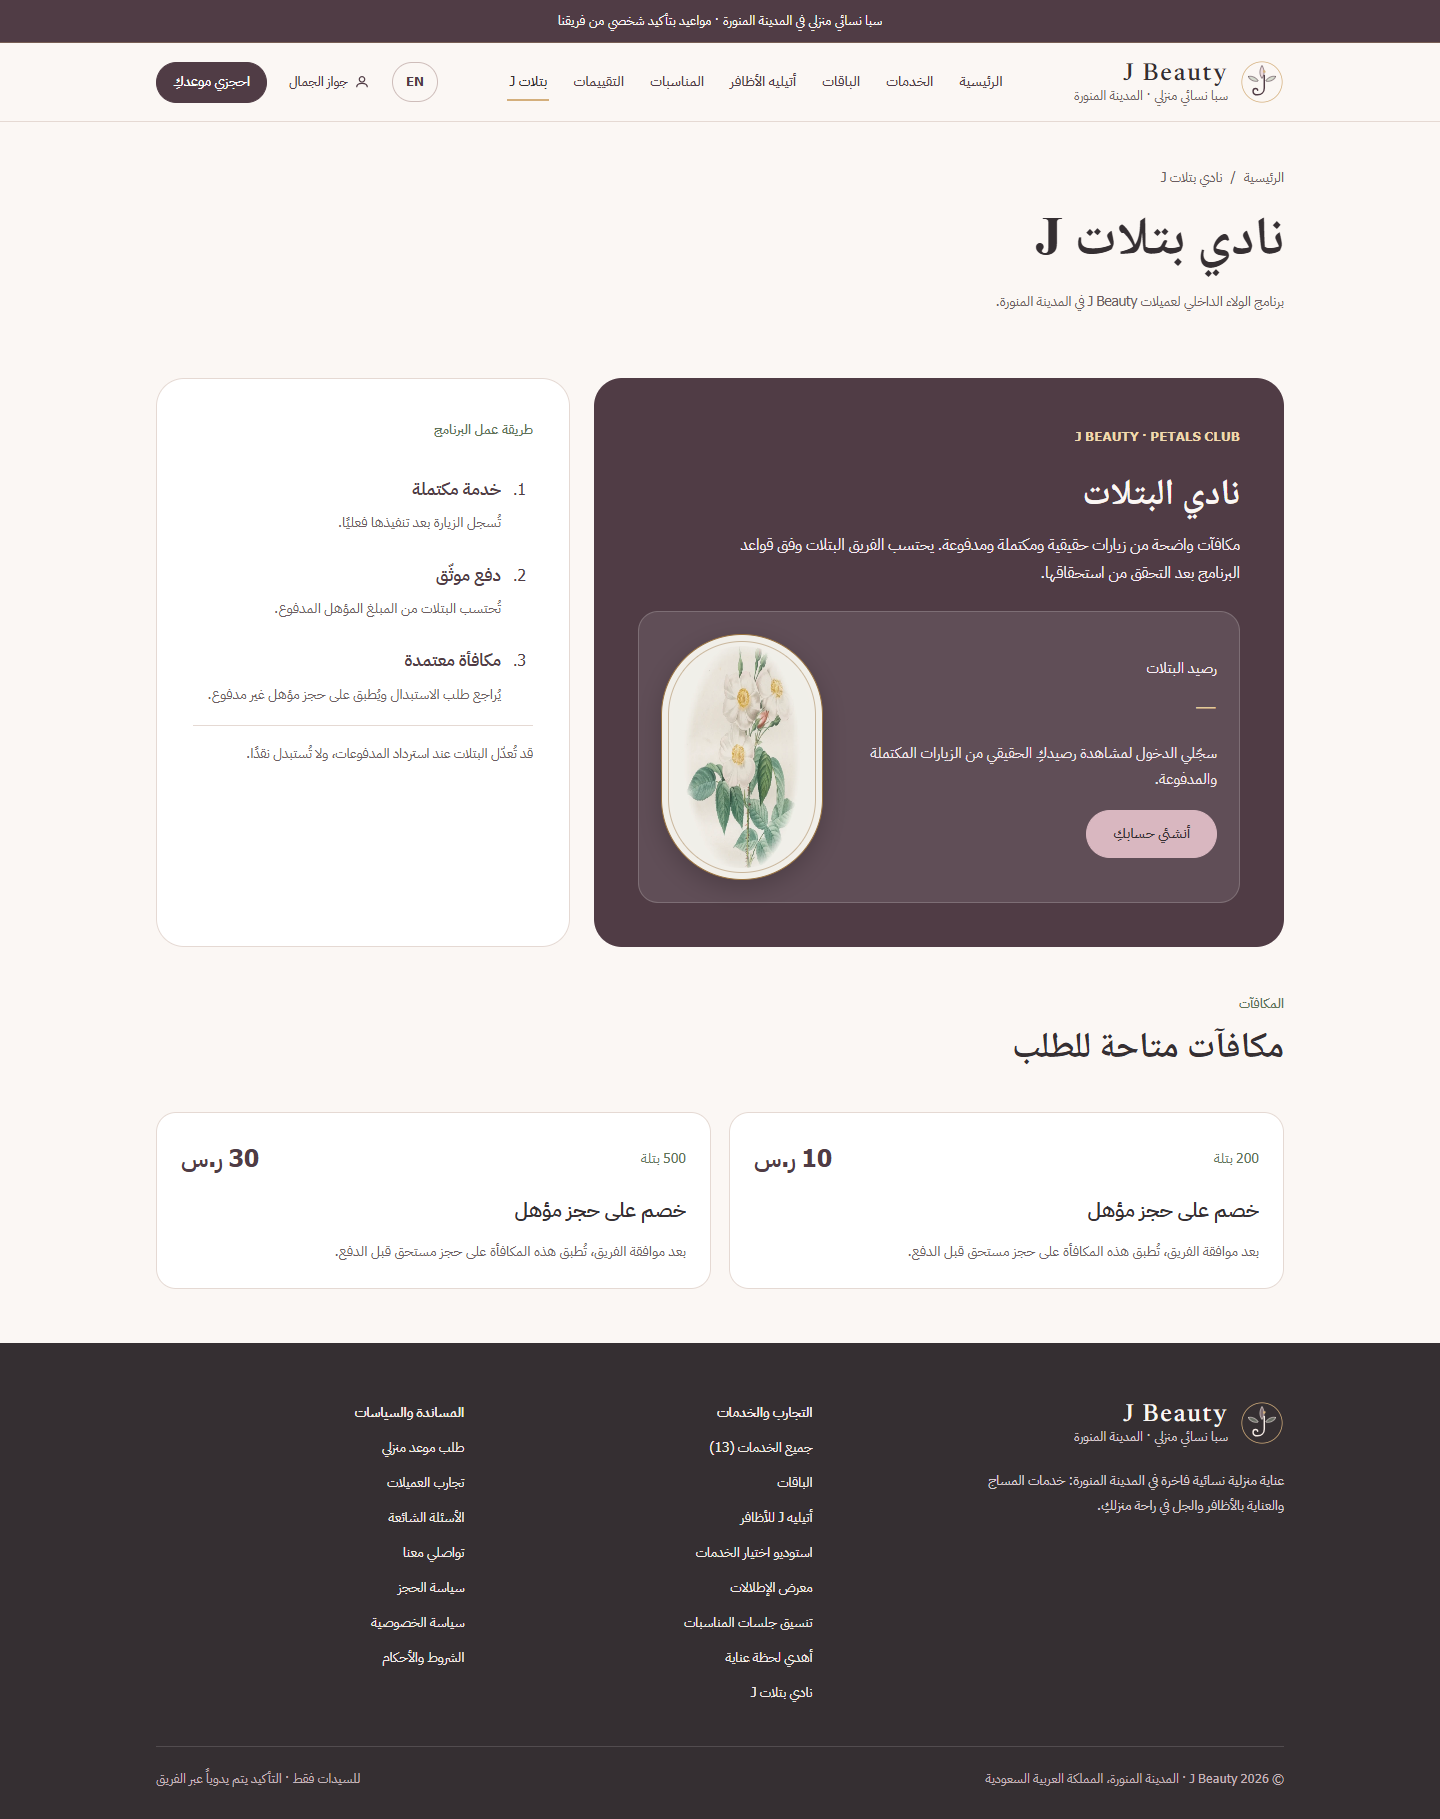 سبا نسائي منزلي في المدينة المنورة · مواعيد بتأكيد شخصي من فريقنا
J Beauty
سبا نسائي منزلي · المدينة المنورة
الرئيسية
الخدمات
الباقات
أتيليه الأظافر
المناسبات
التقييمات
بتلات J
EN
جواز الجمال
احجزي موعدكِ
الرئيسية / نادي بتلات J
نادي بتلات J
برنامج الولاء الداخلي لعميلات J Beauty في المدينة المنورة.
J BEAUTY · PETALS CLUB
نادي البتلات
مكافآت واضحة من زيارات حقيقية ومكتملة ومدفوعة. يحتسب الفريق البتلات وفق قواعد
البرنامج بعد التحقق من استحقاقها.
رصيد البتلات
—
سجّلي الدخول لمشاهدة رصيدكِ الحقيقي من الزيارات المكتملة
والمدفوعة.
أنشئي حسابكِ
طريقة عمل البرنامج
1. خدمة مكتملة
تُسجل الزيارة بعد تنفيذها فعليًا.
2. دفع موثّق
تُحتسب البتلات من المبلغ المؤهل المدفوع.
3. مكافأة معتمدة
يُراجع طلب الاستبدال ويُطبق على حجز مؤهل غير مدفوع.
قد تُعدّل البتلات عند استرداد المدفوعات، ولا تُستبدل نقدًا.
المكافآت
مكافآت متاحة للطلب
200 بتلة
10 ر.س
خصم على حجز مؤهل
بعد موافقة الفريق، تُطبق هذه المكافأة على حجز مستحق قبل الدفع.
500 بتلة
30 ر.س
خصم على حجز مؤهل
بعد موافقة الفريق، تُطبق هذه المكافأة على حجز مستحق قبل الدفع.
J Beauty
سبا نسائي منزلي · المدينة المنورة
عناية منزلية نسائية فاخرة في المدينة المنورة: خدمات المساج
والعناية بالأظافر والجل في راحة منزلكِ.
التجارب والخدمات
جميع الخدمات (13)
الباقات
أتيليه J للأظافر
استوديو اختيار الخدمات
معرض الإطلالات
تنسيق جلسات المناسبات
أهدي لحظة عناية
نادي بتلات J
المساندة والسياسات
طلب موعد منزلي
تجارب العميلات
الأسئلة الشائعة
تواصلي معنا
سياسة الحجز
سياسة الخصوصية
الشروط والأحكام
© 2026 J Beauty · المدينة المنورة، المملكة العربية السعودية
للسيدات فقط · التأكيد يتم يدوياً عبر الفريق